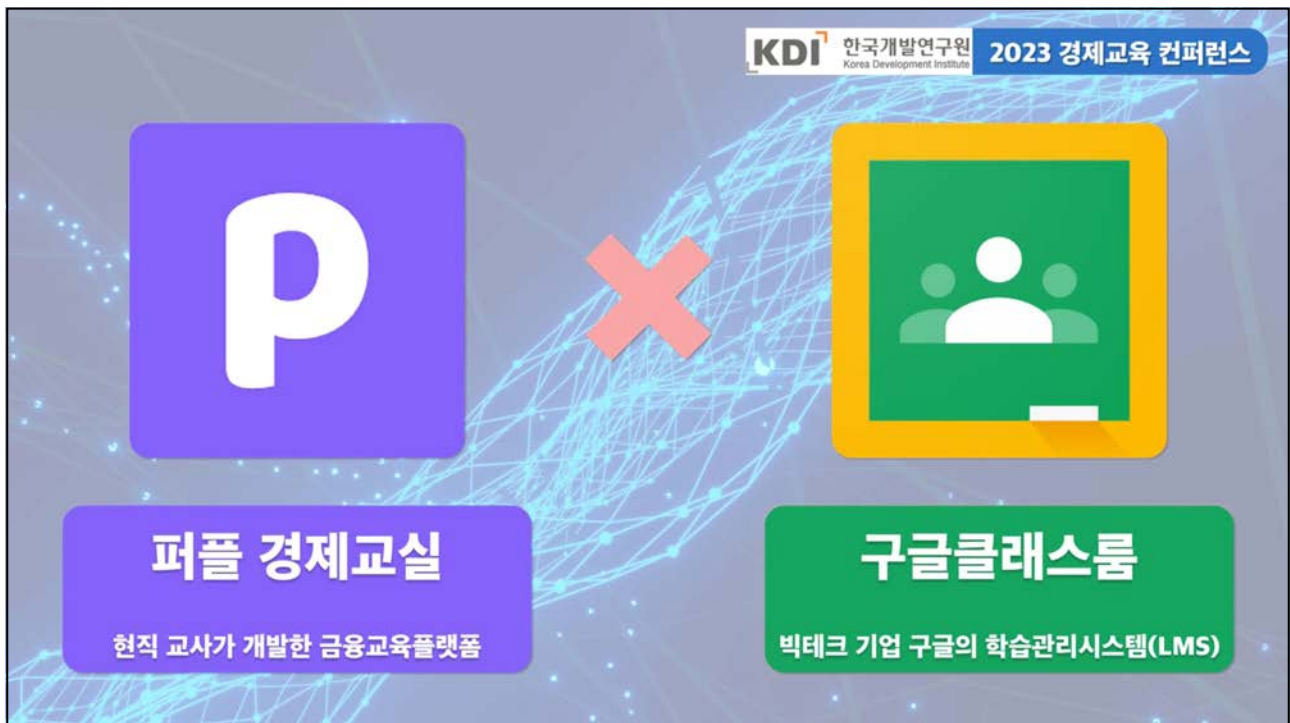 KDI 한국개발연구원
Korea Development Institute
2023 경제교육 컨퍼런스
p
퍼플 경제교실
현직 교사가 개발한 금융교육플랫폼
구글클래스룸
빅테크 기업 구글의 학습관리시스템(LMS)